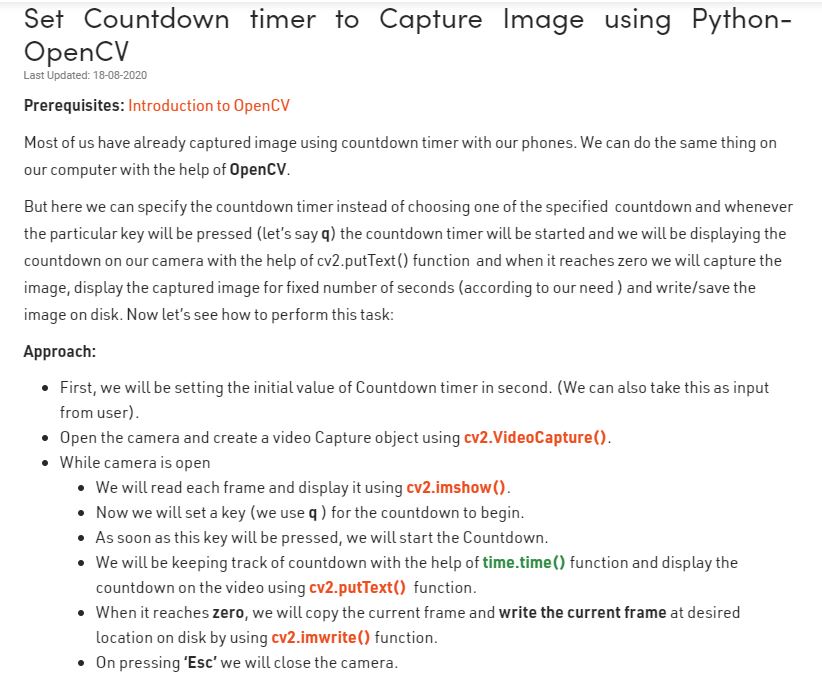 Set Countdown timer to Capture Image using Python-
OpenCV
Last Updated: 18-08-2020
Prerequisites: Introduction to OpenCV
Most of us have already captured image using countdown timer with our phones. We can do the same thing on
our computer with the help of OpenCV.
But here we can specify the countdown timer instead of choosing one of the specified countdown and whenever
the particular key will be pressed (let's say q) the countdown timer will be started and we will be displaying the
countdown on our camera with the help of cv2.putText() function and when it reaches zero we will capture the
image, display the captured image for fixed number of seconds (according to our need ) and write/save the
image on disk. Now let's see how to perform this task:
Approach:
• First, we will be setting the initial value of Countdown timer in second. (We can also take this as input
from user).
• Open the camera and create a video Capture object using cv2.VideoCapture().
• While camera is open
• We will read each frame and display it using cv2.imshow().
• Now we will set a key (we use q ) for the countdown to begin.
• As soon as this key will be pressed, we will start the Countdown.
• We will be keeping track of countdown with the help of time.time() function and display the
countdown on the video using cv2.putText() function.
• When it reaches zero, we will copy the current frame and write the current frame at desired
location on disk by using cv2.imwrite() function.
• On pressing 'Esc' we will close the camera.